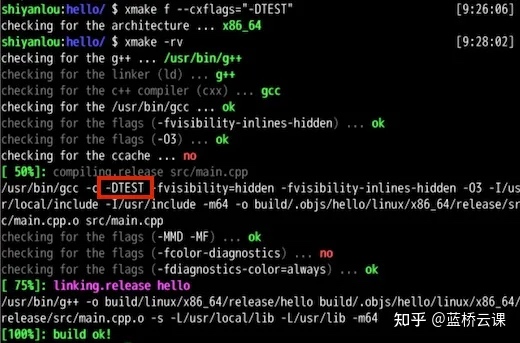 shiyanlou:hello/ $ xmake f --cxflags="-DTEST" [9:26:06]
checking for the architecture ... x86_64
shiyanlou:hello/ $ xmake -rv [9:28:02]
checking for the g++ ... /usr/bin/g++
checking for the linker (ld) ... g++
checking for the c++ compiler (cxx) ... gcc
checking for the /usr/bin/gcc ... ok
checking for the flags (-fvisibility-inlines-hidden) ... ok
checking for the flags (-O3) ... ok
checking for the ccache ... no
[ 50%]: compiling.release src/main.cpp
/usr/bin/gcc -c -DTEST -fvisibility=hidden -fvisibility-inlines-hidden -O3 -I/us
r/local/include -I/usr/include -m64 -o build/.objs/hello/linux/x86_64/release/sr
c/main.cpp.o src/main.cpp
checking for the flags (-MMD -MF) ... ok
checking for the flags (-fcolor-diagnostics) ... no
checking for the flags (-fdiagnostics-color=always) ... ok
[ 75%]: linking.release hello
/usr/bin/g++ -o build/linux/x86_64/release/hello build/.objs/hello/linux/x86_64/
release/src/main.cpp.o -s -L/usr/local/lib -L/usr/lib -m64
[100%]: build ok!
知乎 @蓝桥云课